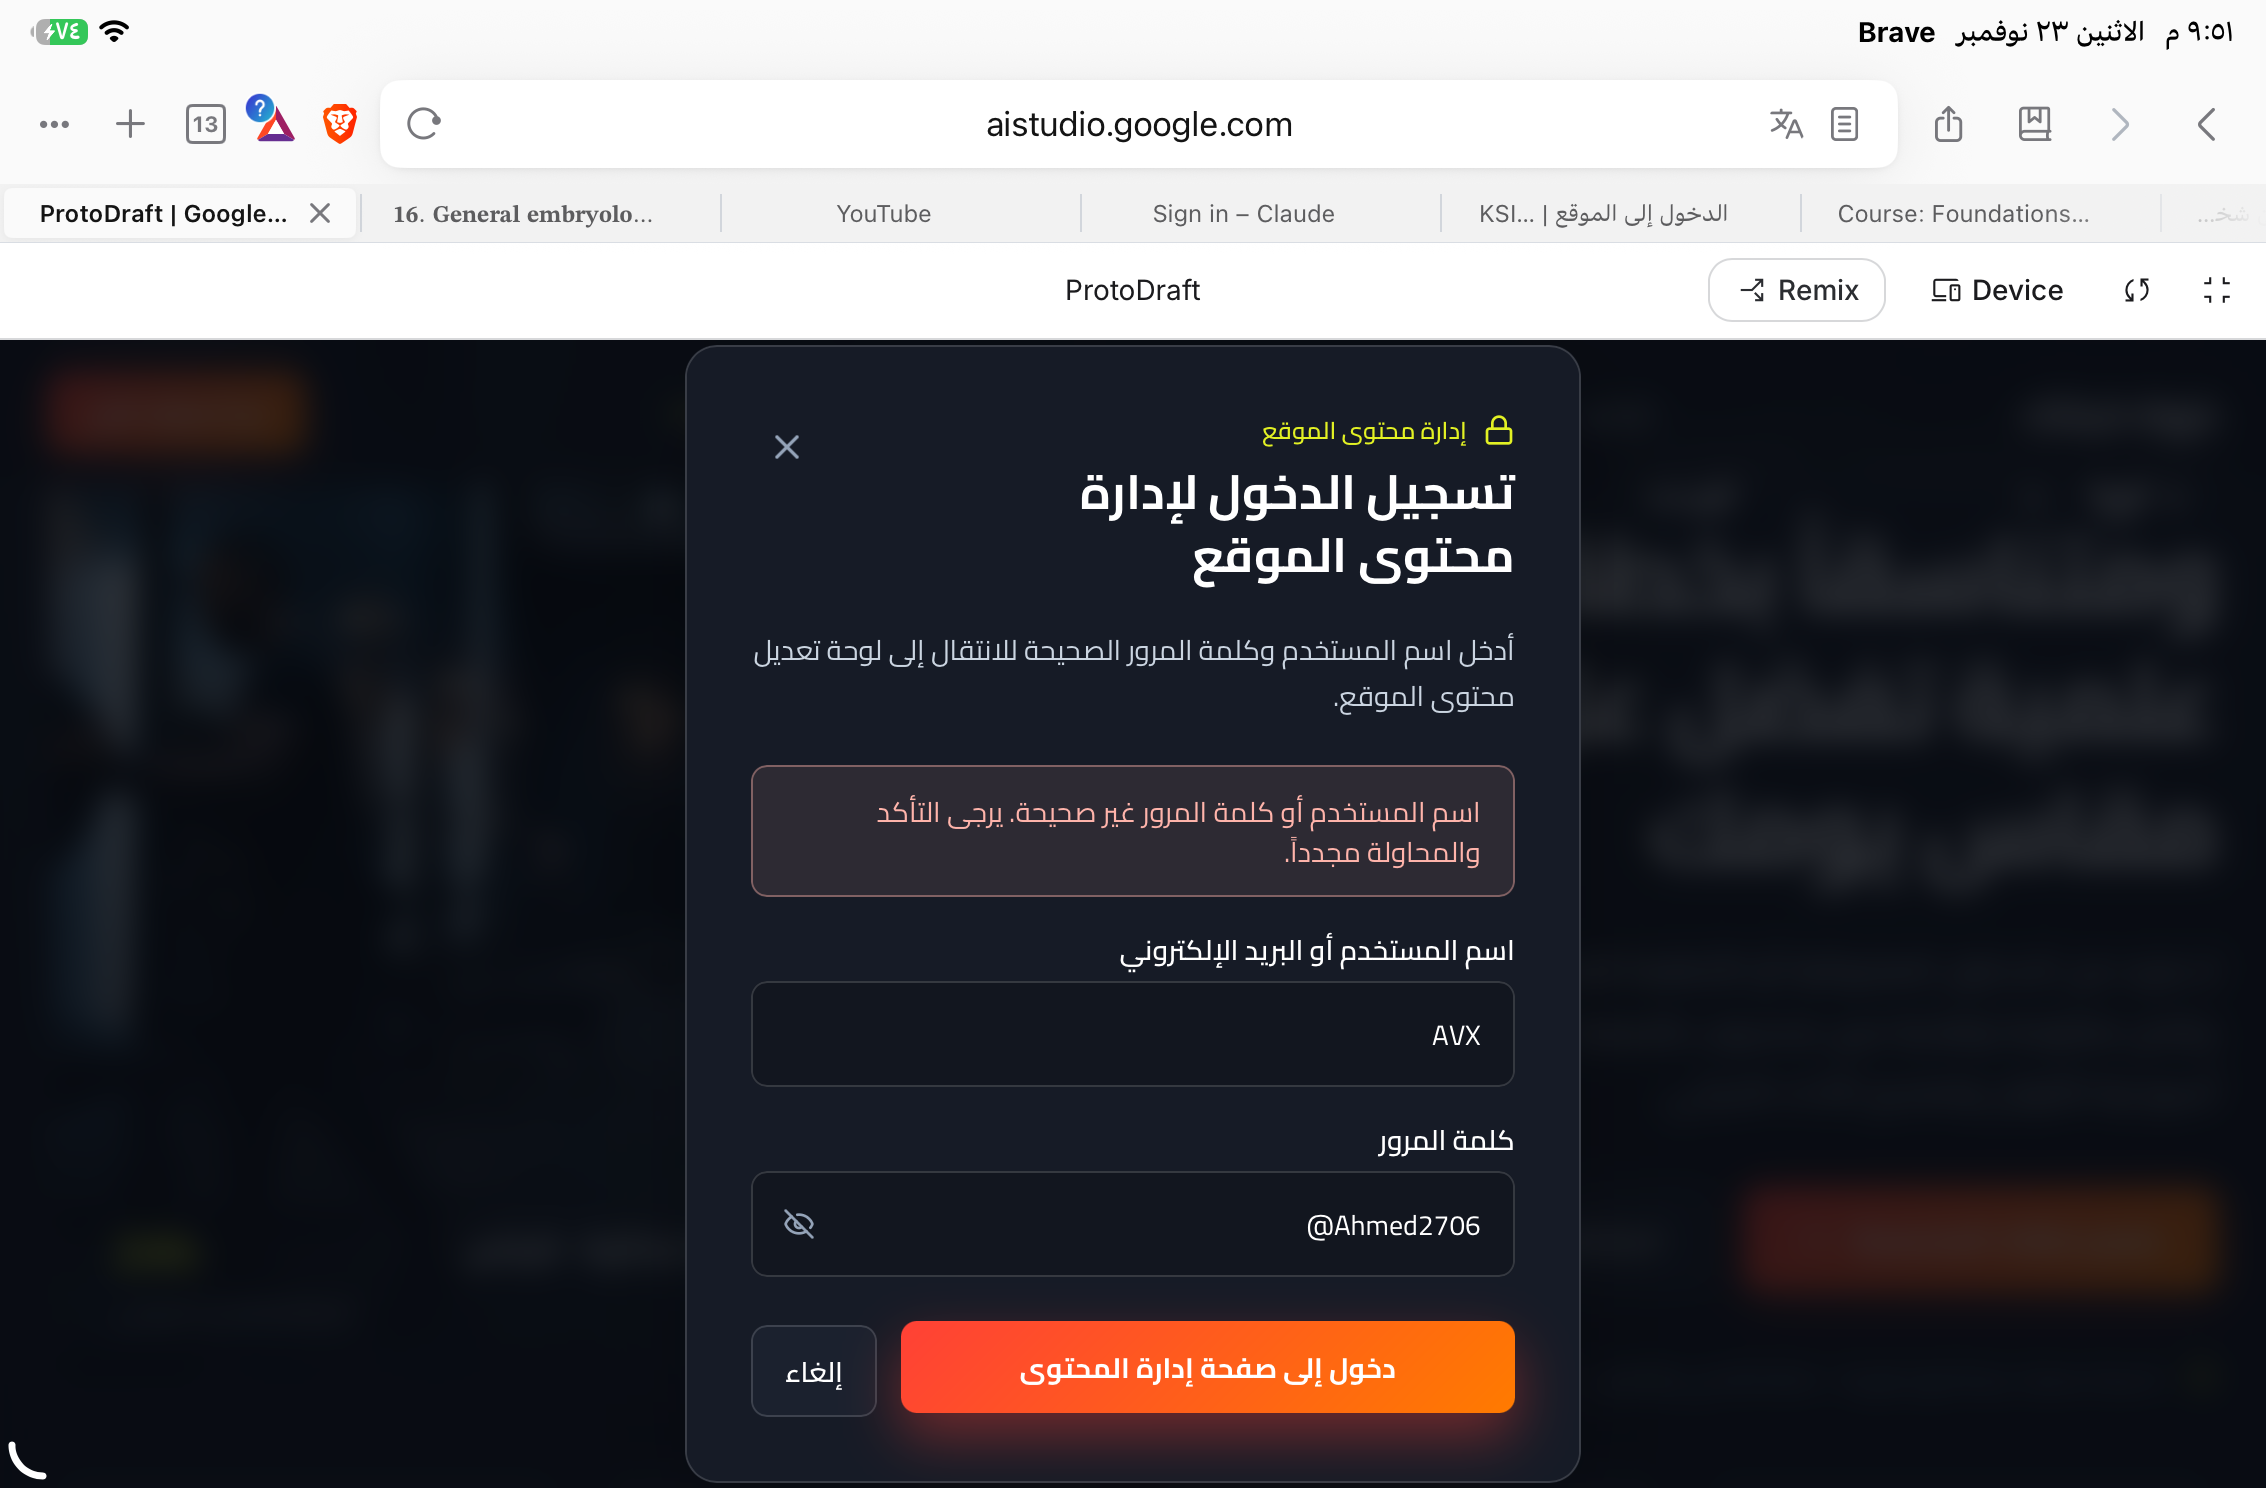 ٩:٥١ م الاثنين ٢٣ نوفمبر Brave
٧٤
13
?
aistudio.google.com
ProtoDraft | Google...
16. General embryolo...
YouTube
Sign in – Claude
الدخول إلى الموقع | KSI...
Course: Foundations...
شخـ...
ProtoDraft
Remix
Device
إدارة محتوى الموقع
تسجيل الدخول لإدارة
محتوى الموقع
أدخل اسم المستخدم وكلمة المرور الصحيحة للانتقال إلى لوحة تعديل
محتوى الموقع.
اسم المستخدم أو كلمة المرور غير صحيحة. يرجى التأكد
والمحاولة مجدداً.
اسم المستخدم أو البريد الإلكتروني
AVX
كلمة المرور
@Ahmed2706
دخول إلى صفحة إدارة المحتوى
إلغاء